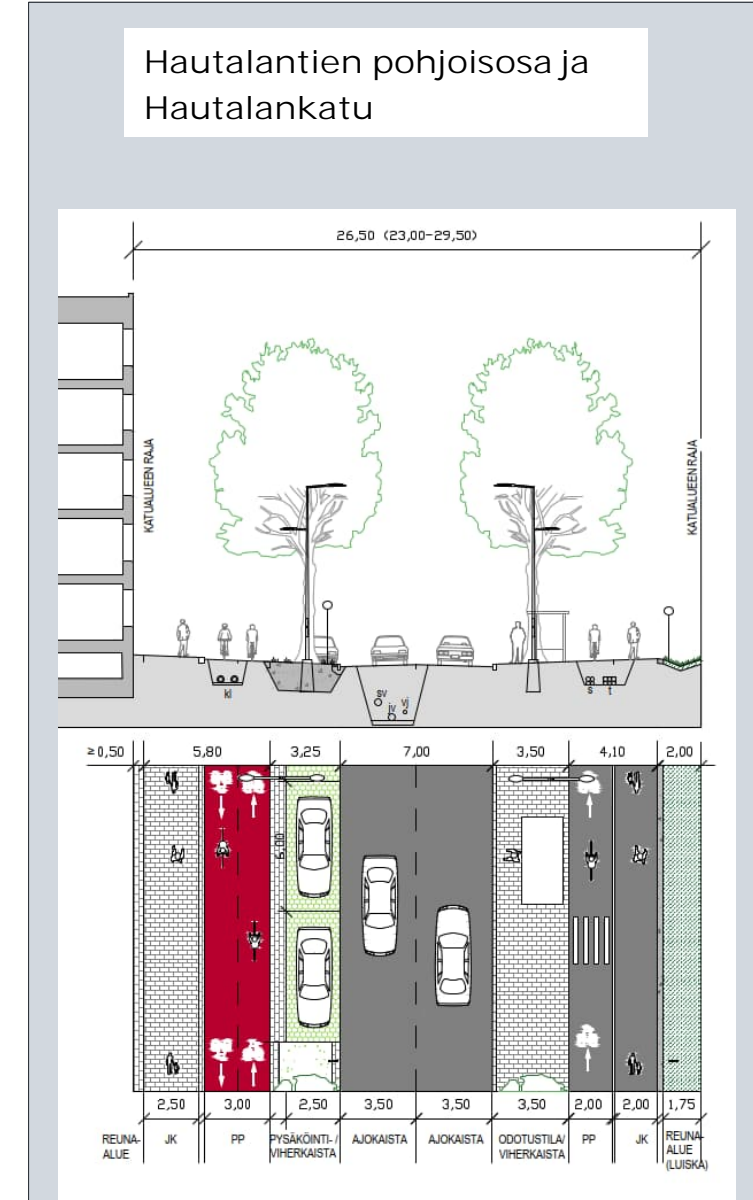 Hautalantien pohjoisosa ja
Hautalankatu
26,50 (23,00-29,50)
KATUALUEEN RAJA
KATUALUEEN RAJA
kl
sv
jv
vj
s
t
≥0,50 5,80 3,25 7,00 3,50 4,10 2,00
6,00
2,50 3,00 2,50 3,50 3,50 3,50 2,00 2,00 1,75
REUNA-
ALUE
JK
PP
PYSÄKÖINTI- /
VIHERKAISTA
AJOKAISTA
AJOKAISTA
ODOTUSTILA/
VIHERKAISTA
PP
JK
REUNA-
ALUE
(LUISKA)